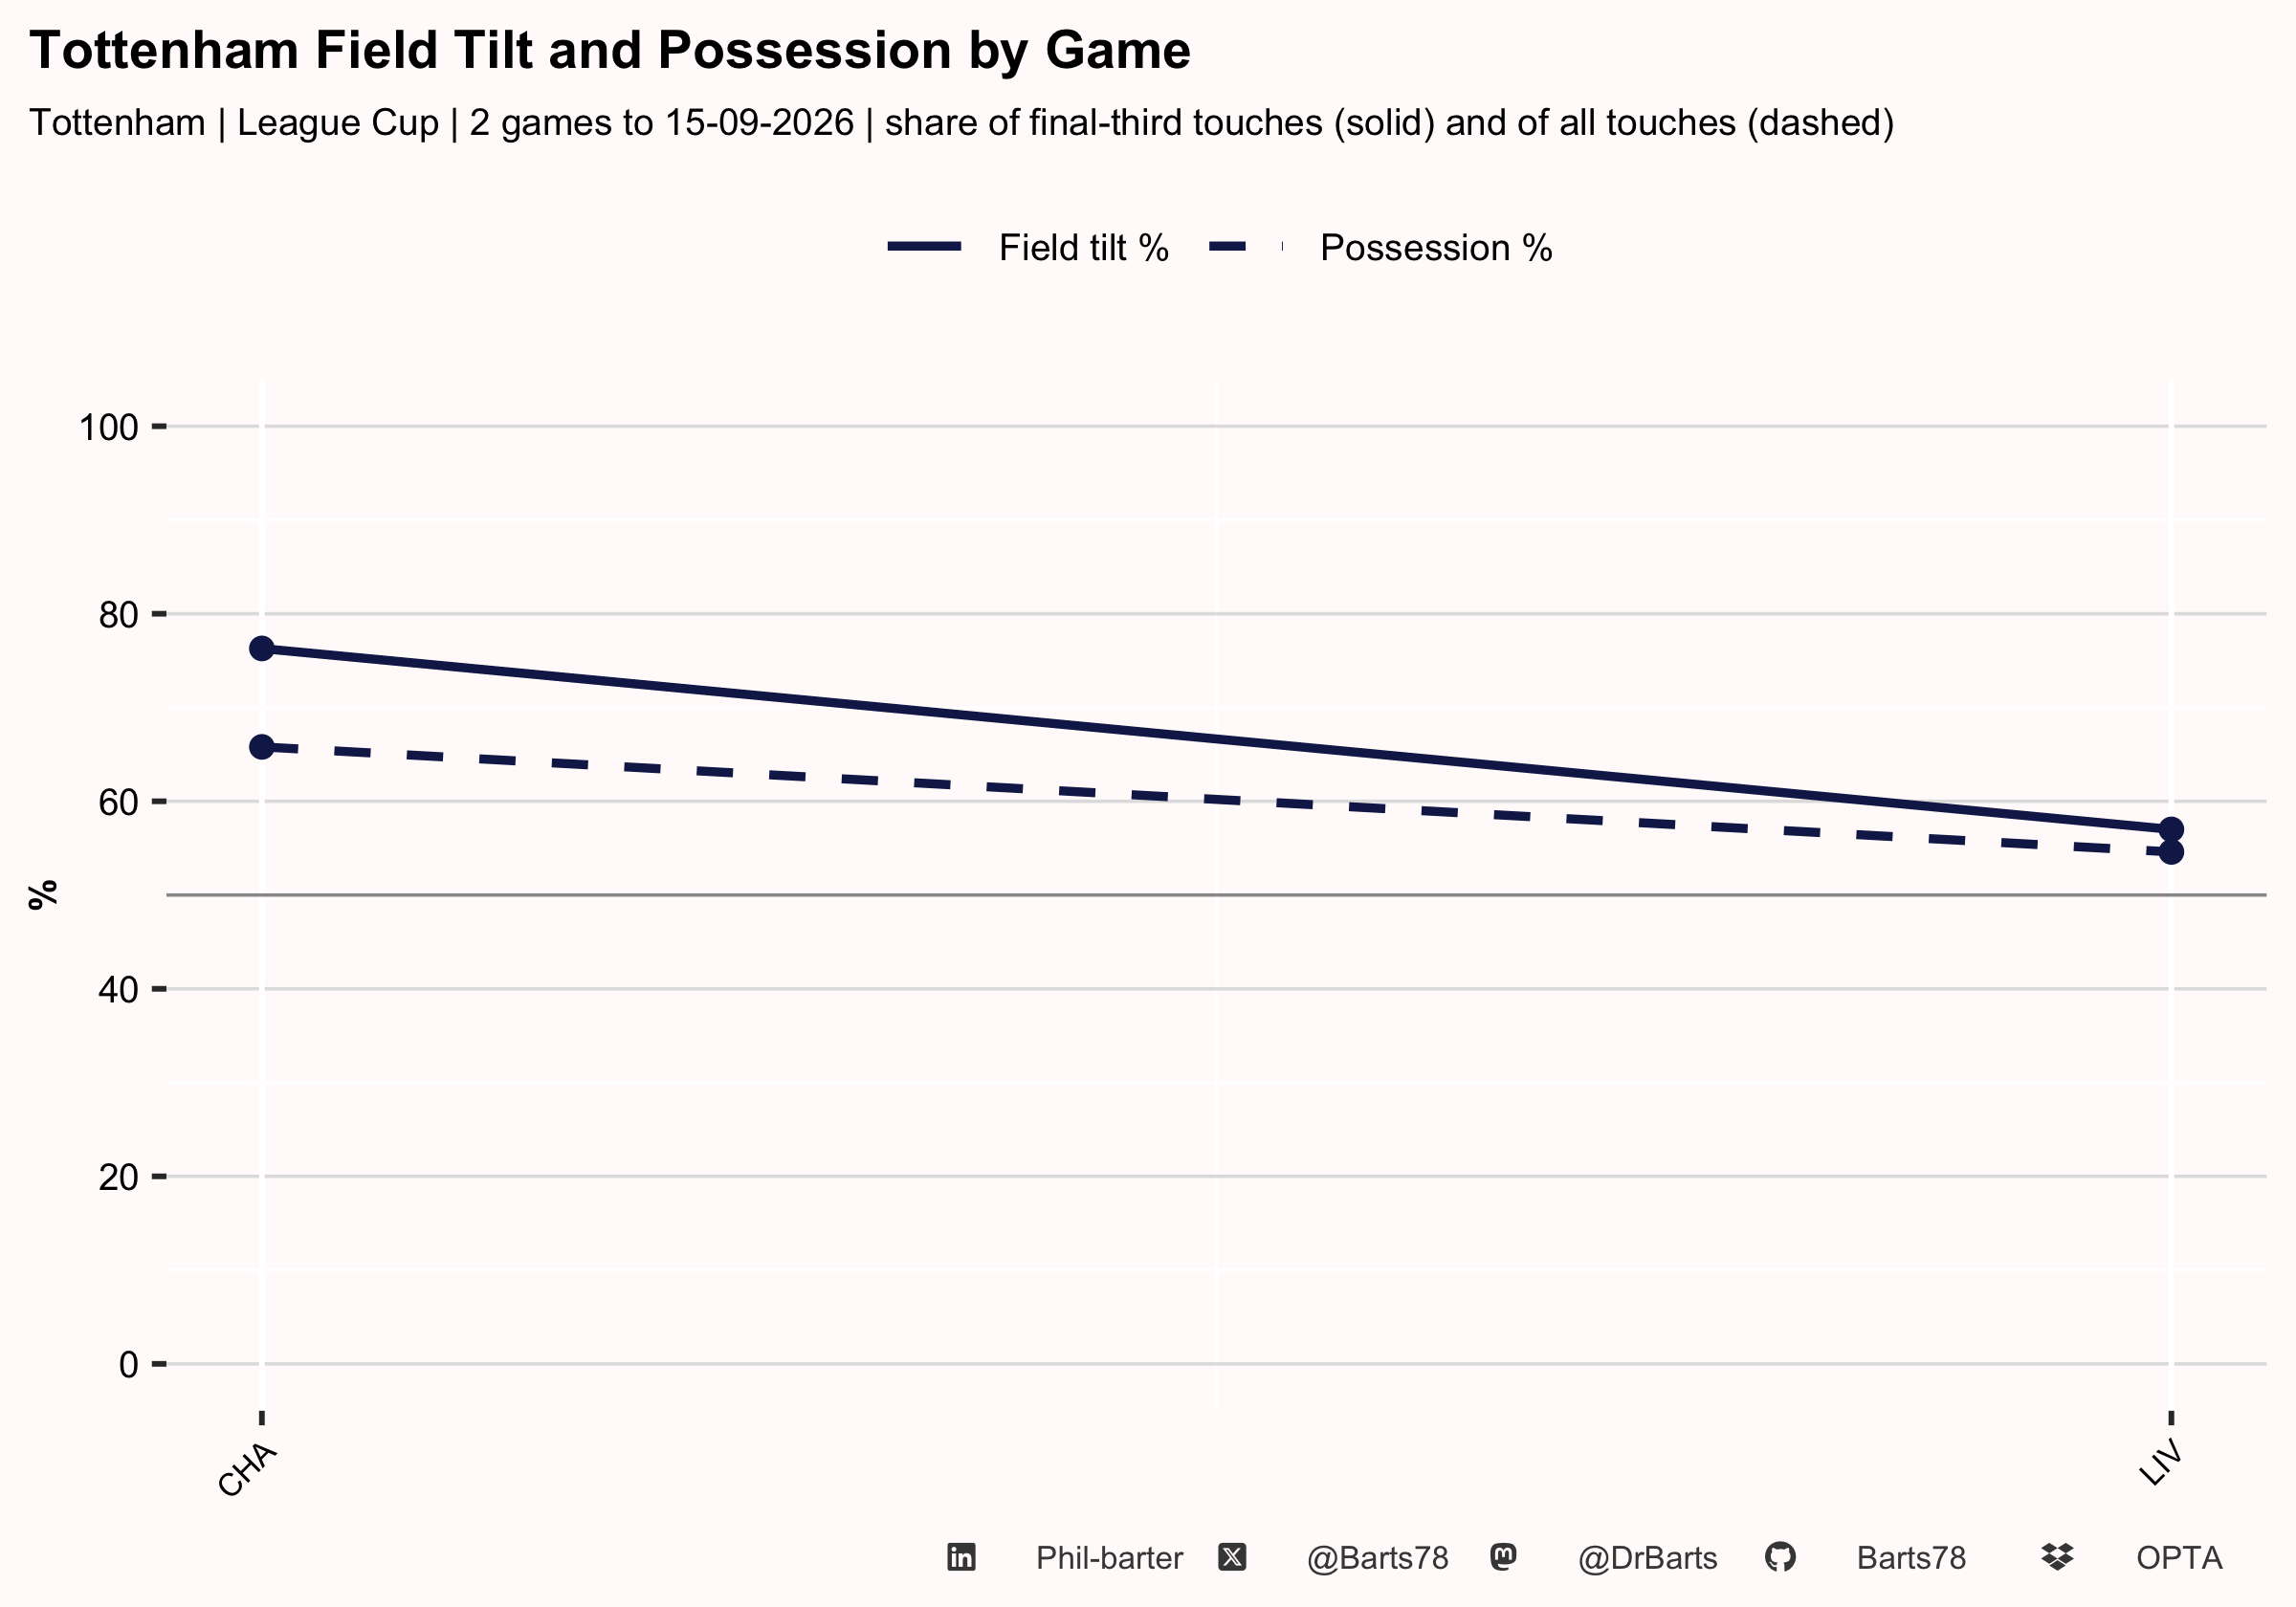 Tottenham Field Tilt and Possession by Game
Tottenham | League Cup | 2 games to 15-09-2026 | share of final-third touches (solid) and of all touches (dashed)
Field tilt % Possession %
100
80
60
%
40
20
0
CHA LIV
Phil-barter @Barts78 @DrBarts Barts78 OPTA